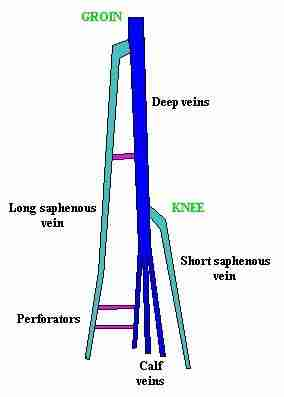 GROIN
Deep veins
Long saphenous
vein
KNEE
Short saphenous
vein
Perforators
Calf
veins